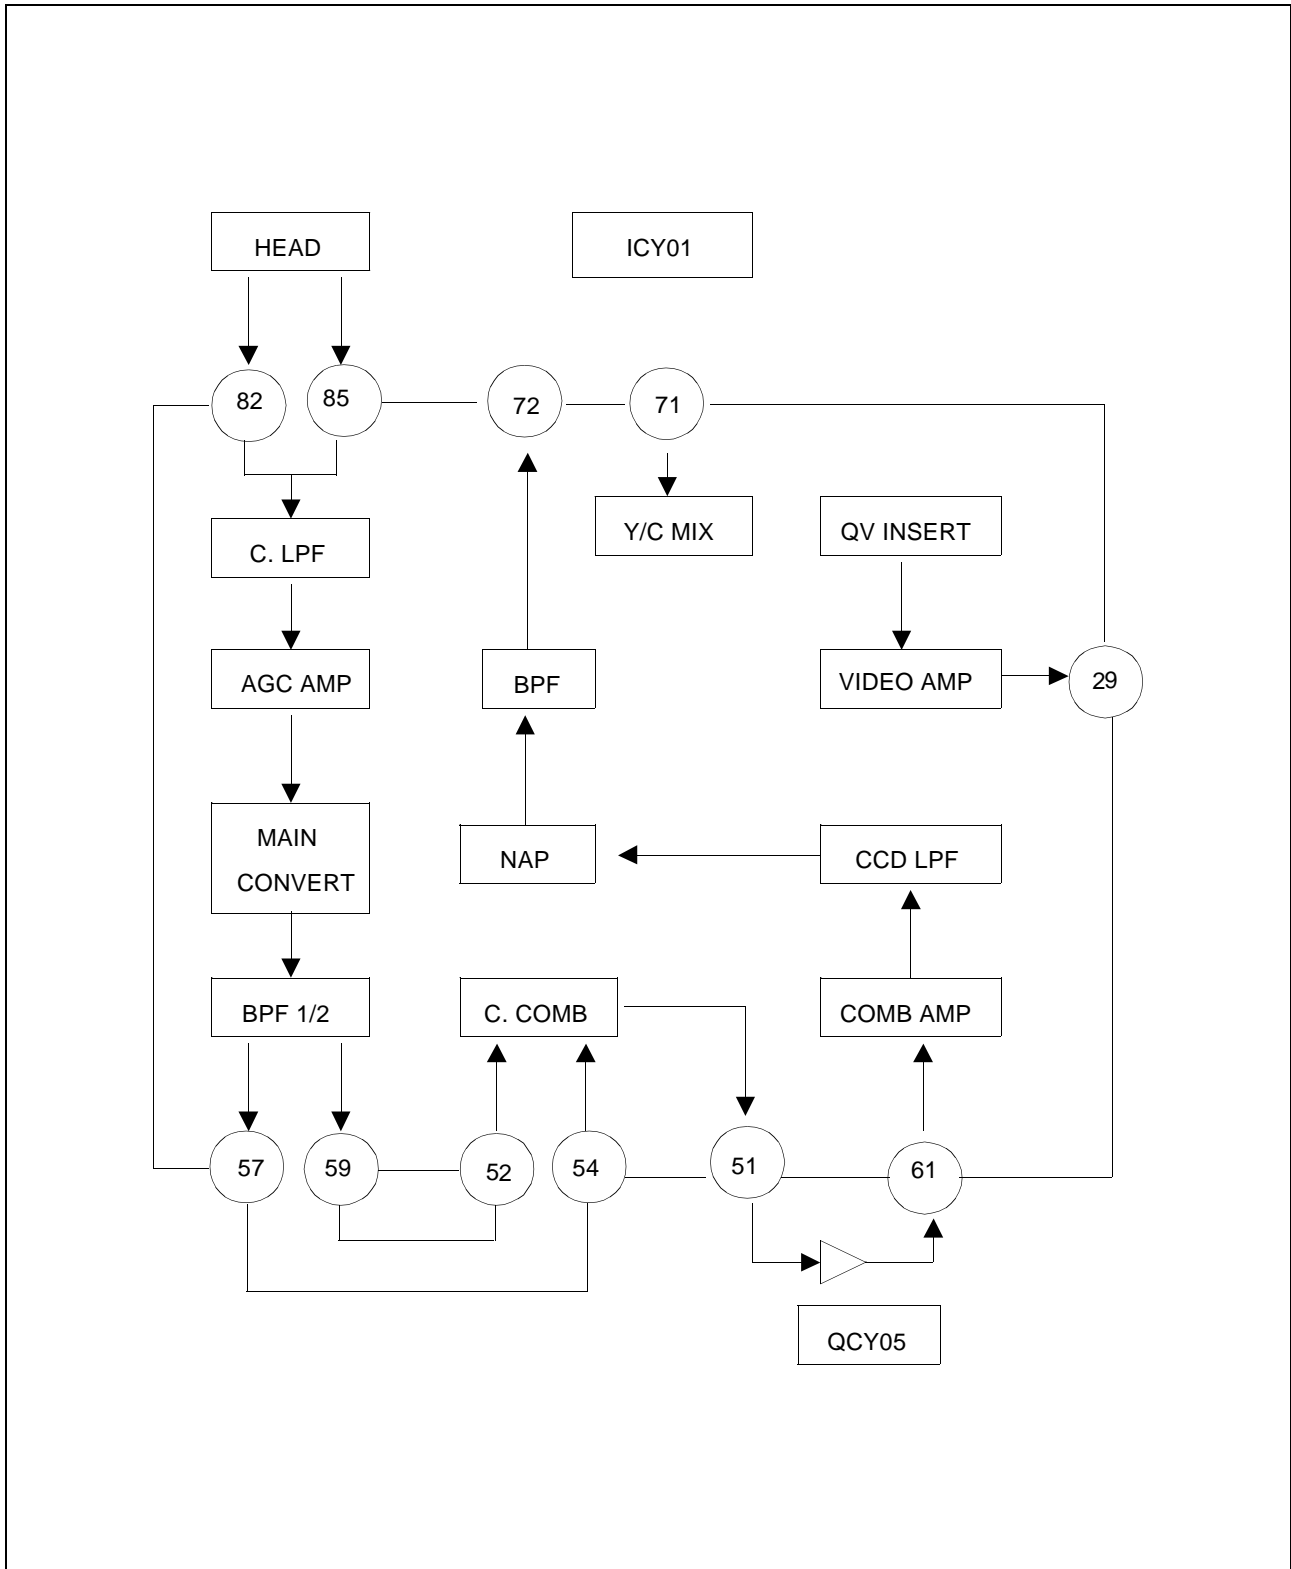 HEAD
ICY01
82
85
72
71
C. LPF
Y/C MIX
QV INSERT
AGC AMP
BPF
VIDEO AMP
29
MAIN
CONVERT
NAP
CCD LPF
BPF 1/2
C. COMB
COMB AMP
57
59
52
54
51
61
QCY05